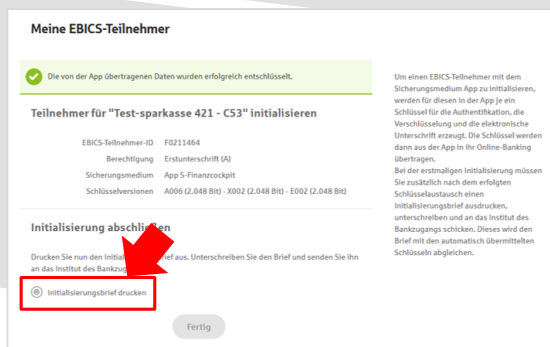 Meine EBICS-Teilnehmer
Die von der App übertragenen Daten wurden erfolgreich entschlüsselt.
Teilnehmer für "Test-sparkasse 421 - C53" initialisieren
EBICS-Teilnehmer-ID F0211464
Berechtigung Erstunterschrift (A)
Sicherungsmedium App S-Finanzcockpit
Schlüsselversionen A006 (2.048 Bit) - X002 (2.048 Bit) - E002 (2.048 Bit)
Initialisierung abschließen
Drucken Sie nun den aus. Unterschreiben Sie den Brief und senden Sie ihn
an das Institut des
Initialisierungsbrief drucken
Fertig
Um einen EBICS-Teilnehmer mit dem
Sicherungsmedium App zu initialisieren,
werden für diesen in der App je ein
Schlüssel für die Authentifikation, die
Verschlüsselung und die elektronische
Unterschrift erzeugt. Die Schlüssel werden
dann aus der App in Ihr Online-Banking
übertragen.
Bei der erstmaligen Initialisierung müssen
Sie zusätzlich nach dem erfolgten
Schlüsselaustausch einen
Initialisierungsbrief ausdrucken,
unterschreiben und an das Institut des
Bankzugangs schicken. Dieses wird den
Brief mit den automatisch übermittelten
Schlüsseln abgleichen.